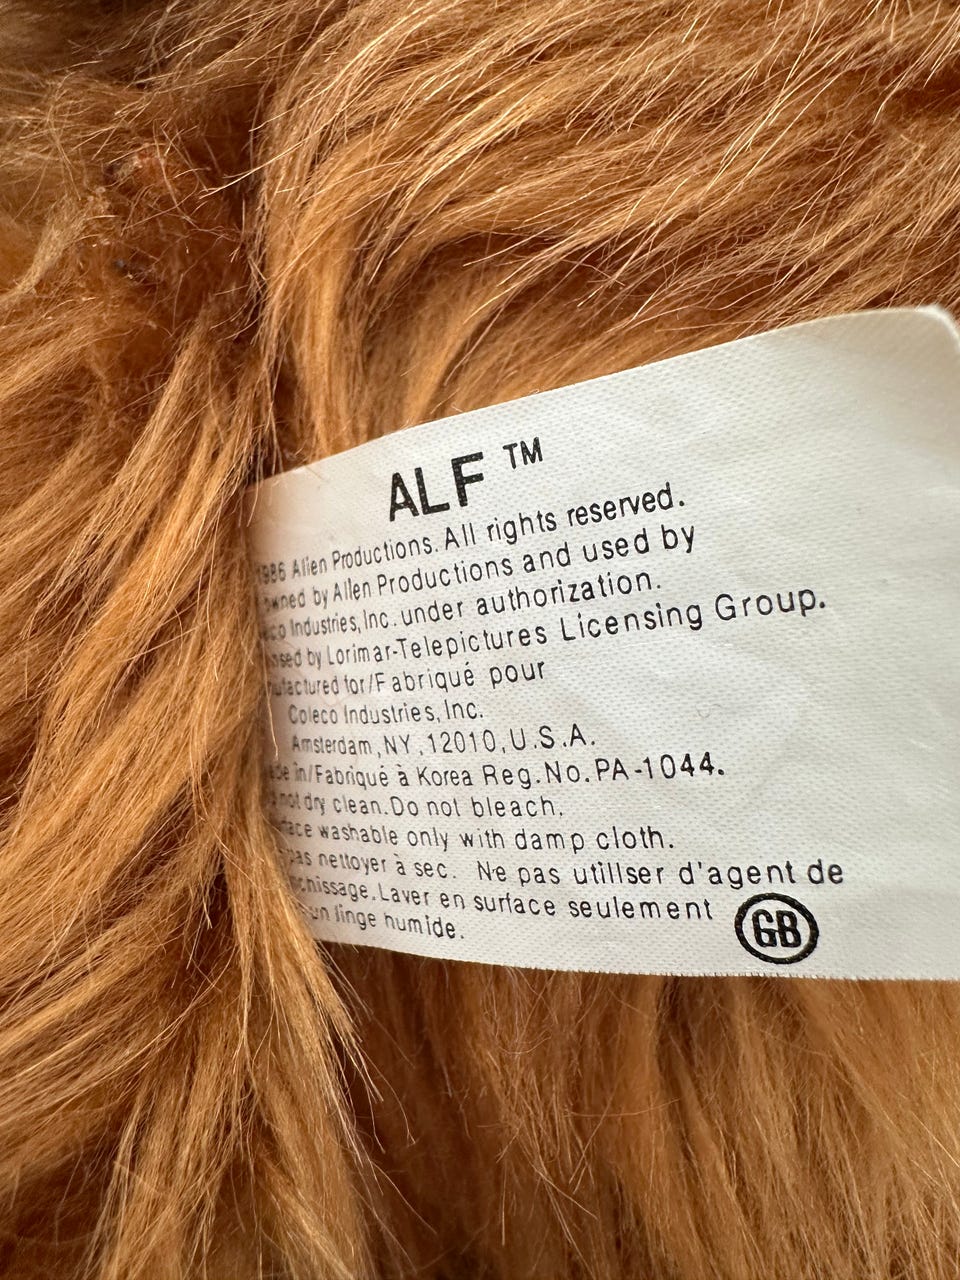 ALF ™
1986 Alien Productions. All rights reserved.
owned by Alien Productions and used by
Industries, Inc. under authorization.
by Lorimar-Telepictures Licensing Group.
for/Fabriqué pour
Coleco Industries, Inc.
Amsterdam, NY, 12010, U.S.A.
in/Fabriqué à Korea Reg. No. PA-1044.
not dry clean. Do not bleach.
washable only with damp cloth.
pas nettoyer à sec. Ne pas utiliser d'agent de
Laver en surface seulement
un linge humide.
GB